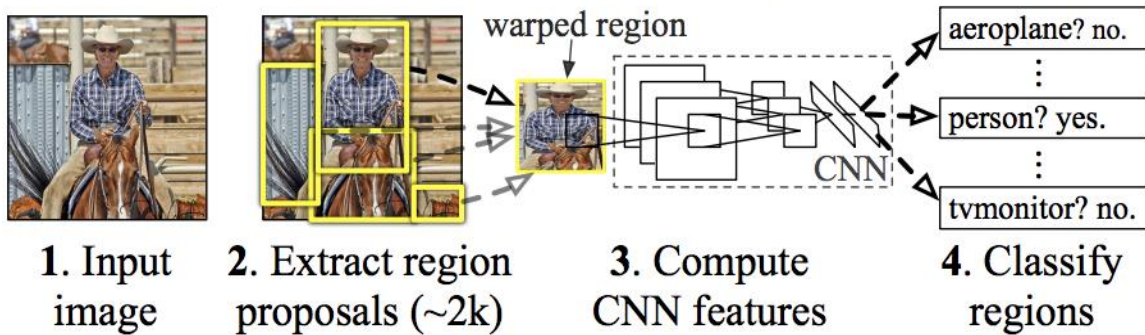 warped region
aeroplane? no.
person? yes.
CNN
tvmonitor? no.
1. Input
image
2. Extract region
proposals (~2k)
3. Compute
CNN features
4. Classify
regions